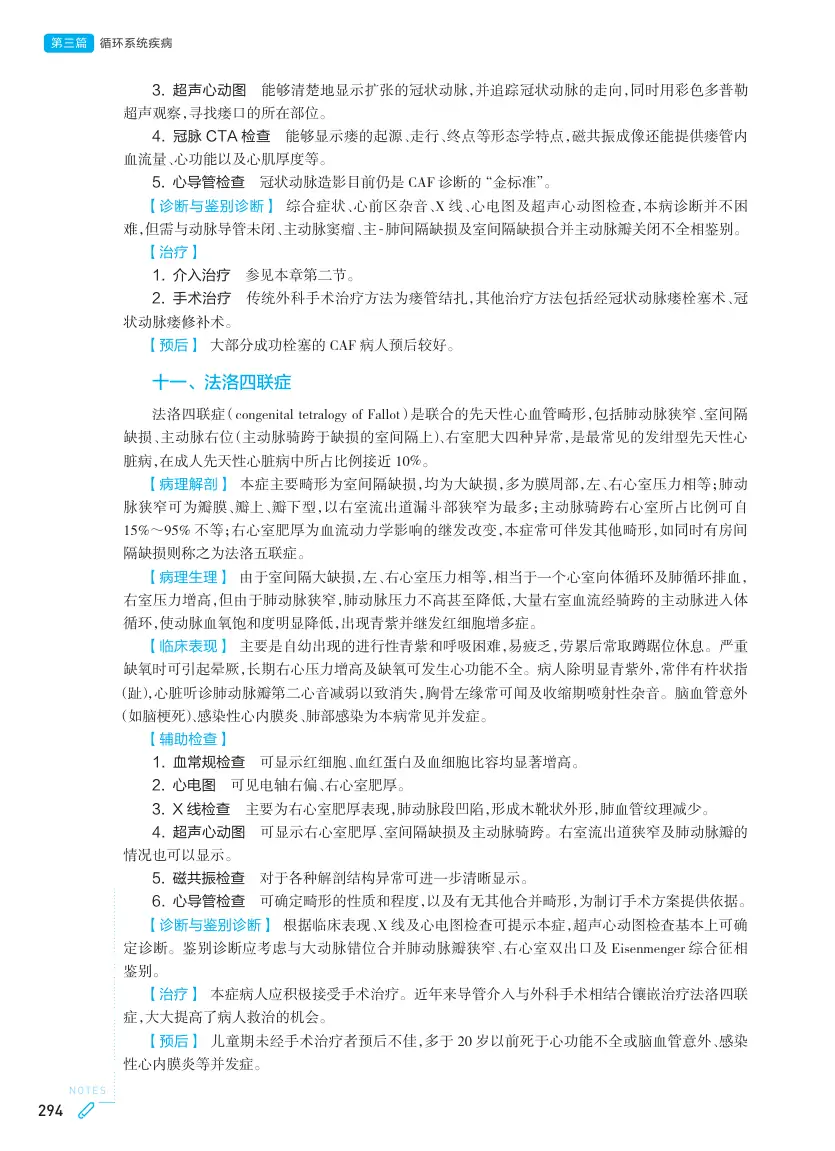 第三篇 循环系统疾病
3. 超声心动图 能够清楚地显示扩张的冠状动脉,并追踪冠状动脉的走向,同时用彩色多普勒
超声观察,寻找瘘口的所在部位。
4. 冠脉 CTA 检查 能够显示瘘的起源、走行、终点等形态学特点,磁共振成像还能提供瘘管内
血流量、心功能以及心肌厚度等。
5. 心导管检查 冠状动脉造影目前仍是 CAF 诊断的 “金标准”。
【诊断与鉴别诊断】 综合症状、心前区杂音、X 线、心电图及超声心动图检查,本病诊断并不困
难,但需与动脉导管未闭、主动脉窦瘤、主-肺间隔缺损及室间隔缺损合并主动脉瓣关闭不全相鉴别。
【治疗】
1. 介入治疗 参见本章第二节。
2. 手术治疗 传统外科手术治疗方法为瘘管结扎,其他治疗方法包括经冠状动脉瘘栓塞术、冠
状动脉瘘修补术。
【预后】 大部分成功栓塞的 CAF 病人预后较好。
十一、法洛四联症
法洛四联症(congenital tetralogy of Fallot)是联合的先天性心血管畸形,包括肺动脉狭窄、室间隔
缺损、主动脉右位(主动脉骑跨于缺损的室间隔上)、右室肥大四种异常,是最常见的发绀型先天性心
脏病,在成人先天性心脏病中所占比例接近 10%。
【病理解剖】 本症主要畸形为室间隔缺损,均为大缺损,多为膜周部,左、右心室压力相等;肺动
脉狭窄可为瓣膜、瓣上、瓣下型,以右室流出道漏斗部狭窄为最多;主动脉骑跨右心室所占比例可自
15%～95% 不等;右心室肥厚为血流动力学影响的继发改变,本症常可伴发其他畸形,如同时有房间
隔缺损则称之为法洛五联症。
【病理生理】 由于室间隔大缺损,左、右心室压力相等,相当于一个心室向体循环及肺循环排血,
右室压力增高,但由于肺动脉狭窄,肺动脉压力不高甚至降低,大量右室血流经骑跨的主动脉进入体
循环,使动脉血氧饱和度明显降低,出现青紫并继发红细胞增多症。
【临床表现】 主要是自幼出现的进行性青紫和呼吸困难,易疲乏,劳累后常取蹲踞位休息。严重
缺氧时可引起晕厥,长期右心压力增高及缺氧可发生心功能不全。病人除明显青紫外,常伴有杵状指
(趾),心脏听诊肺动脉瓣第二心音减弱以致消失,胸骨左缘常可闻及收缩期喷射性杂音。脑血管意外
(如脑梗死)、感染性心内膜炎、肺部感染为本病常见并发症。
【辅助检查】
1. 血常规检查 可显示红细胞、血红蛋白及血细胞比容均显著增高。
2. 心电图 可见电轴右偏、右心室肥厚。
3. X 线检查 主要为右心室肥厚表现,肺动脉段凹陷,形成木靴状外形,肺血管纹理减少。
4. 超声心动图 可显示右心室肥厚、室间隔缺损及主动脉骑跨。右室流出道狭窄及肺动脉瓣的
情况也可以显示。
5. 磁共振检查 对于各种解剖结构异常可进一步清晰显示。
6. 心导管检查 可确定畸形的性质和程度,以及有无其他合并畸形,为制订手术方案提供依据。
【诊断与鉴别诊断】 根据临床表现、X 线及心电图检查可提示本症,超声心动图检查基本上可确
定诊断。鉴别诊断应考虑与大动脉错位合并肺动脉瓣狭窄、右心室双出口及 Eisenmenger 综合征相
鉴别。
【治疗】 本症病人应积极接受手术治疗。近年来导管介入与外科手术相结合镶嵌治疗法洛四联
症,大大提高了病人救治的机会。
【预后】 儿童期未经手术治疗者预后不佳,多于 20 岁以前死于心功能不全或脑血管意外、感染
性心内膜炎等并发症。
NOTES
294